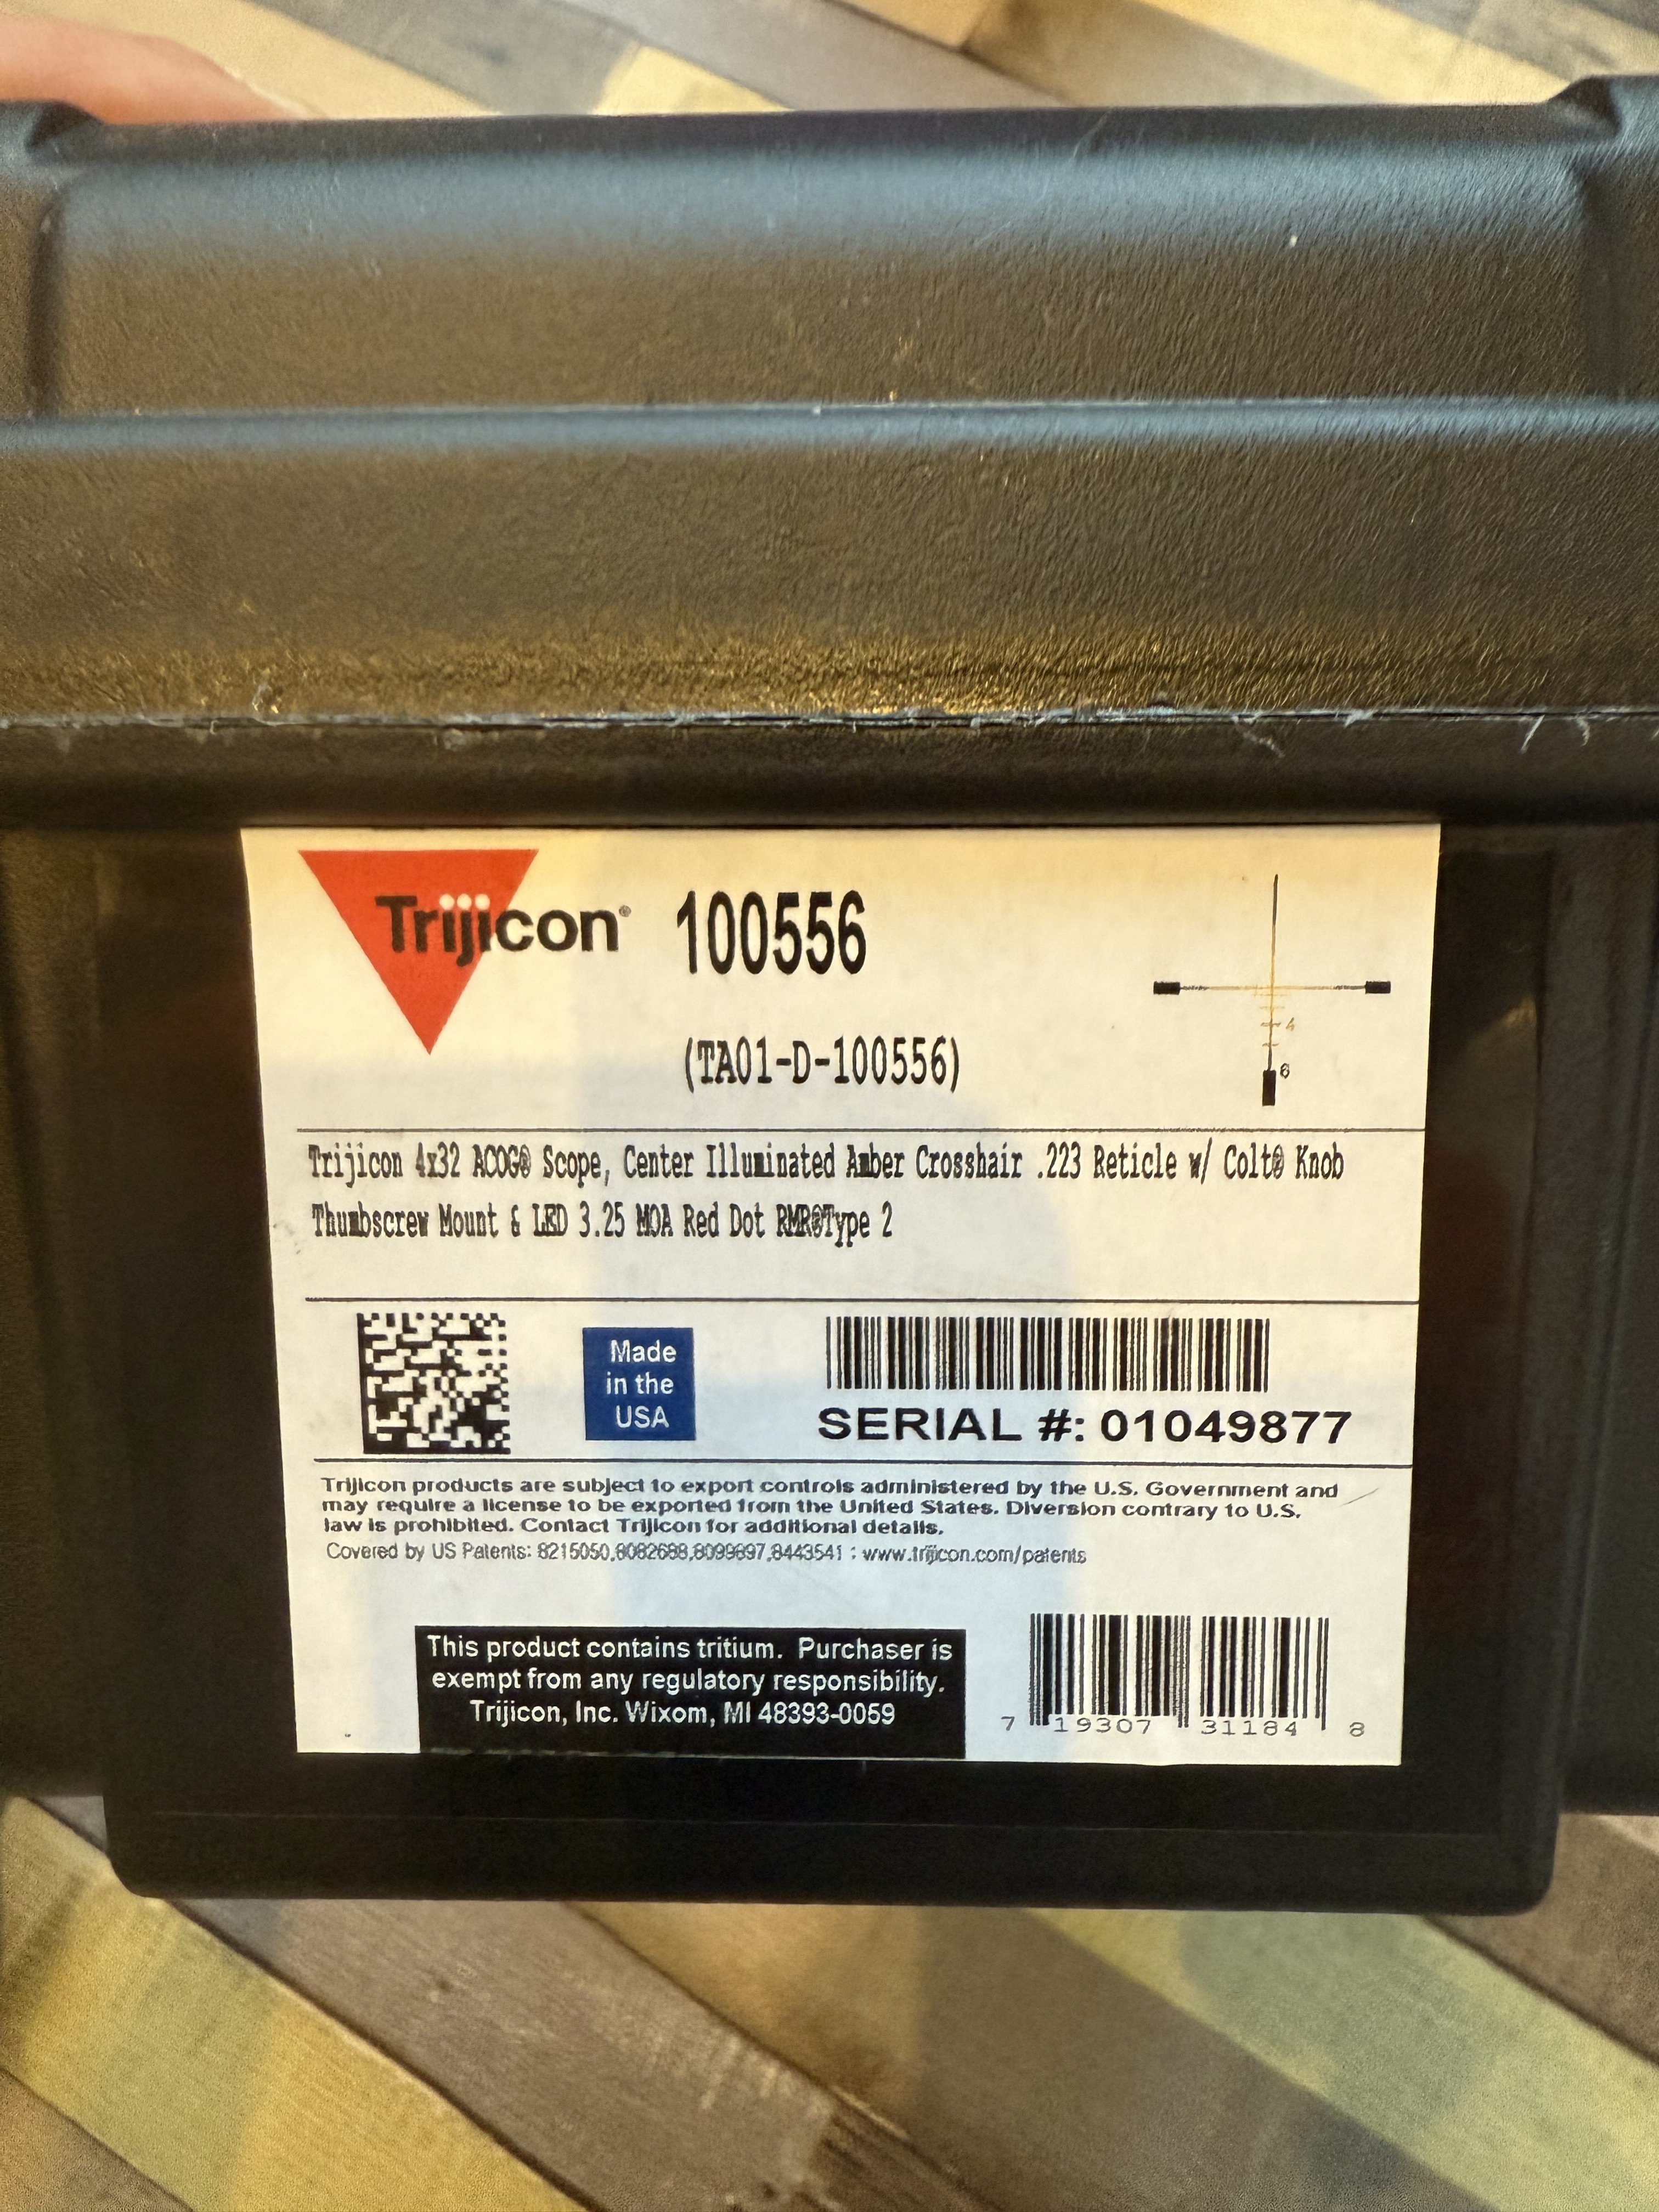 Trijicon®
100556
(TA01-D-100556)
4
6
Trijicon 4x32 ACOG® Scope, Center Illuminated Amber Crosshair .223 Reticle w/ Colt® Knob
Thumbscrew Mount & LED 3.25 MOA Red Dot RMR®Type 2
Made
in the
USA
SERIAL #: 01049877
Trijicon products are subject to export controls administered by the U.S. Government and
may require a license to be exported from the United States. Diversion contrary to U.S.
law is prohibited. Contact Trijicon for additional details.
Covered by US Patents: 8215050,8082688,8099897,8443541 : www.trijicon.com/patents
This product contains tritium. Purchaser is
exempt from any regulatory responsibility.
Trijicon, Inc. Wixom, MI 48393-0059
7 19307 31184 8